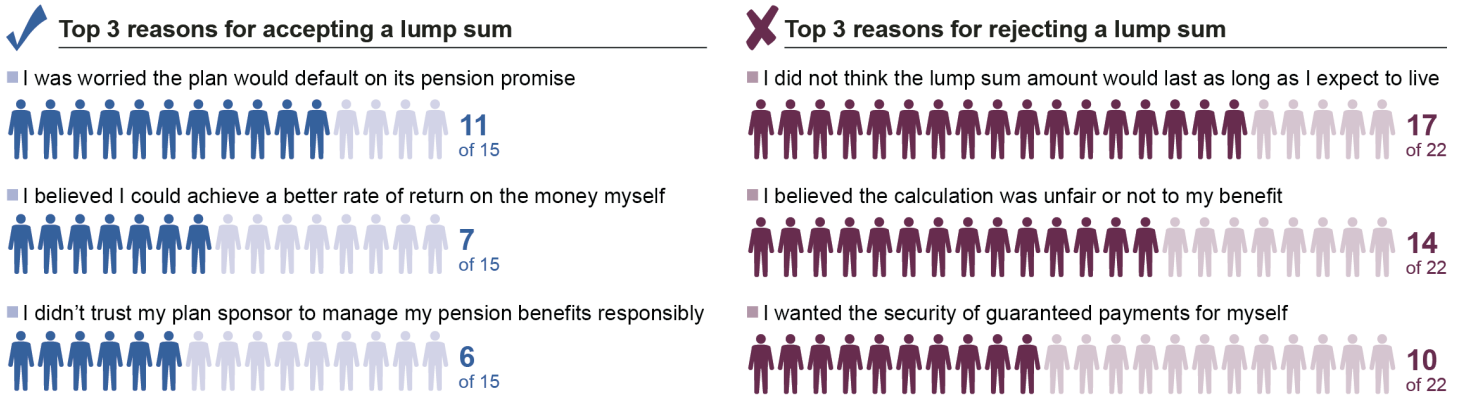 Top 3 reasons for accepting a lump sum
I was worried the plan would default on its pension promise
11
of 15
I believed I could achieve a better rate of return on the money myself
7
of 15
I didn’t trust my plan sponsor to manage my pension benefits responsibly
6
of 15
Top 3 reasons for rejecting a lump sum
I did not think the lump sum amount would last as long as I expect to live
17
of 22
I believed the calculation was unfair or not to my benefit
14
of 22
I wanted the security of guaranteed payments for myself
10
of 22